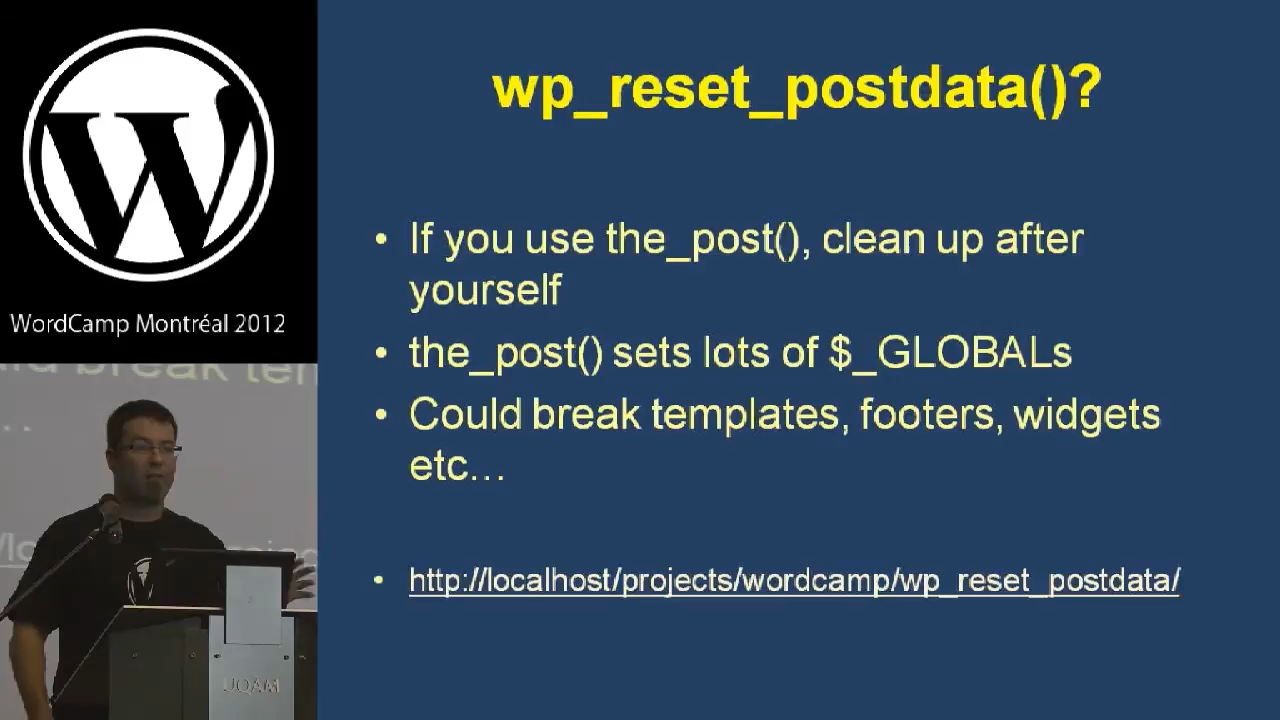 wp_reset_postdata()?
• If you use the_post(), clean up after
yourself
• the_post() sets lots of $_GLOBALs
• Could break templates, footers, widgets
etc…
• http://localhost/projects/wordcamp/wp_reset_postdata/
W
WordCamp Montréal 2012
break
…
UQAM